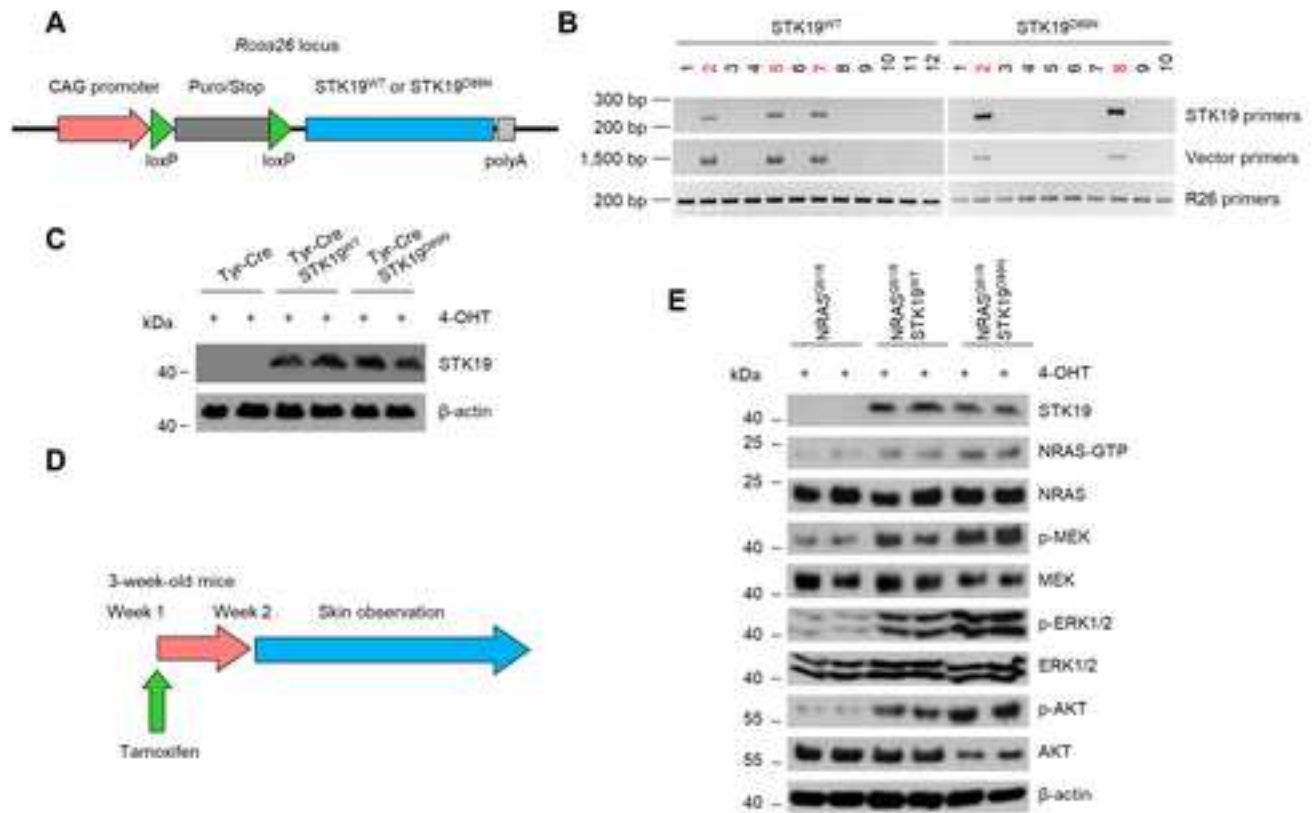 A
Rosa26 locus
CAG promoter Puro/Stop STK19WT or STK19D89N
loxP loxP polyA
B
STK19WT STK19D89N
1 2 3 4 5 6 7 8 9 10 11 12 1 2 3 4 5 6 7 8 9 10
300 bp
200 bp
STK19 primers
1,500 bp
Vector primers
200 bp
R26 primers
C
Tyr-Cre
Tyr-Cre
STK19WT
Tyr-Cre
STK19D89N
kDa + + + + + + 4-OHT
40 STK19
40 β-actin
D
3-week-old mice
Week 1 Week 2 Skin observation
Tamoxifen
E
NRASQ61R
NRASQ61R
STK19WT
NRASQ61R
STK19D89N
kDa + + + + + + 4-OHT
40 STK19
25 NRAS-GTP
25 NRAS
40 p-MEK
40 MEK
40 p-ERK1/2
40 ERK1/2
55 p-AKT
55 AKT
40 β-actin